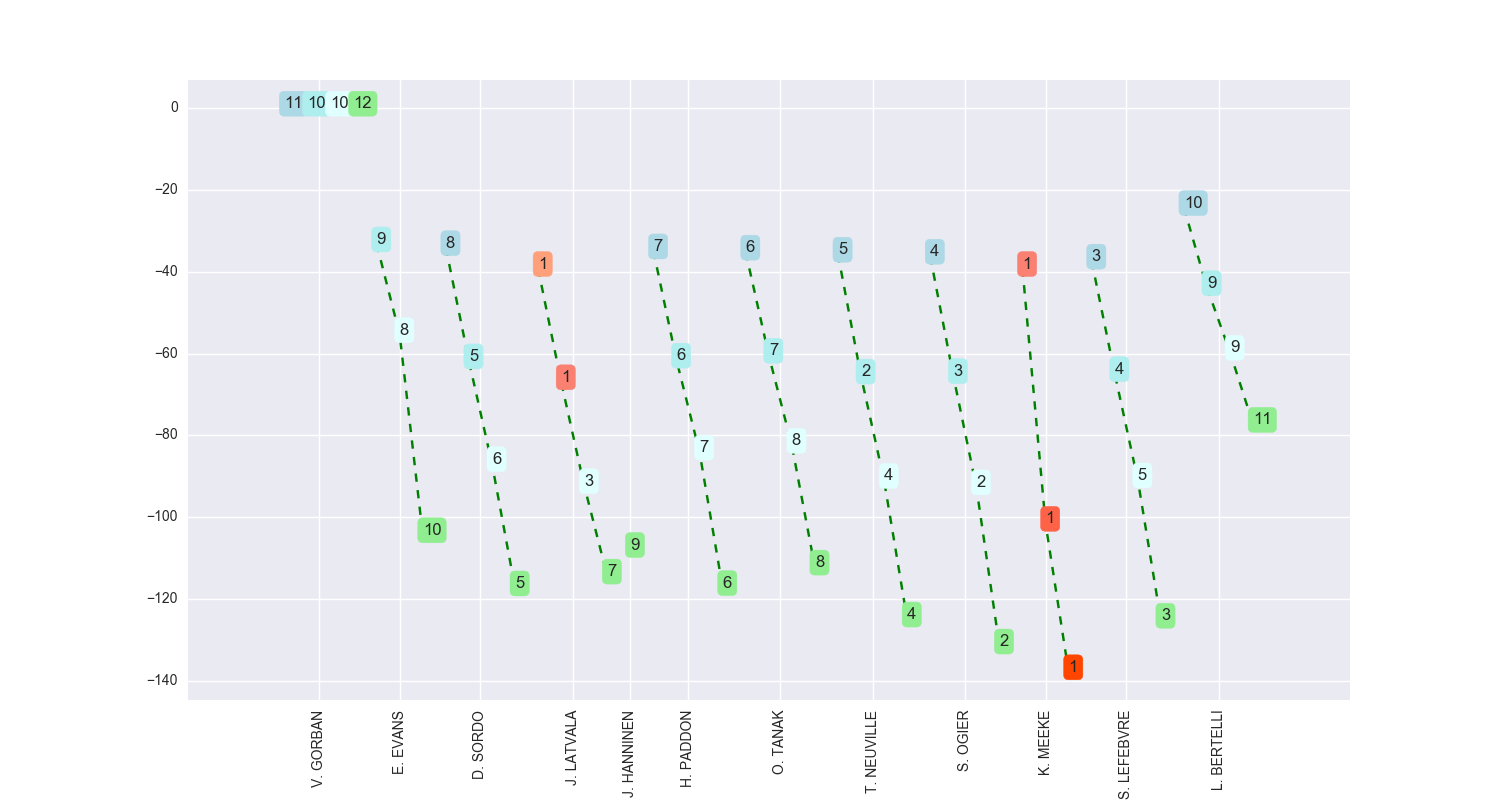 0
−20
−40
−60
−80
−100
−120
−140
11 10 10 12
9 8 10
8 5 6 5
1 1 3 7
9
7 6 7 6
6 7 8 8
5 2 4 4
4 3 2 2
1 1 1
3 4 5 3
10 9 9 11
V. GORBAN
E. EVANS
D. SORDO
J. LATVALA
J. HANNINEN
H. PADDON
O. TANAK
T. NEUVILLE
S. OGIER
K. MEEKE
S. LEFEBVRE
L. BERTELLI